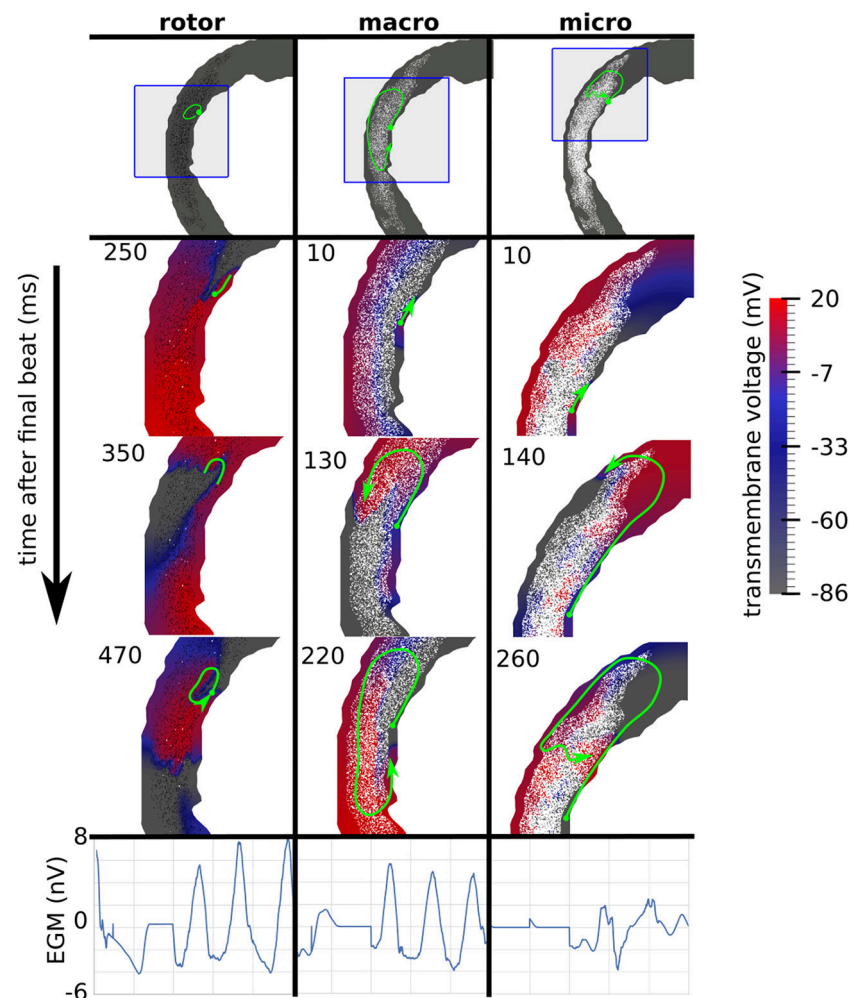 rotor macro micro
250 10 10
350 130 140
470 220 260
time after final beat (ms)
20
-7
-33
-60
-86
transmembrane voltage (mV)
8
0
-6
EGM (nV)